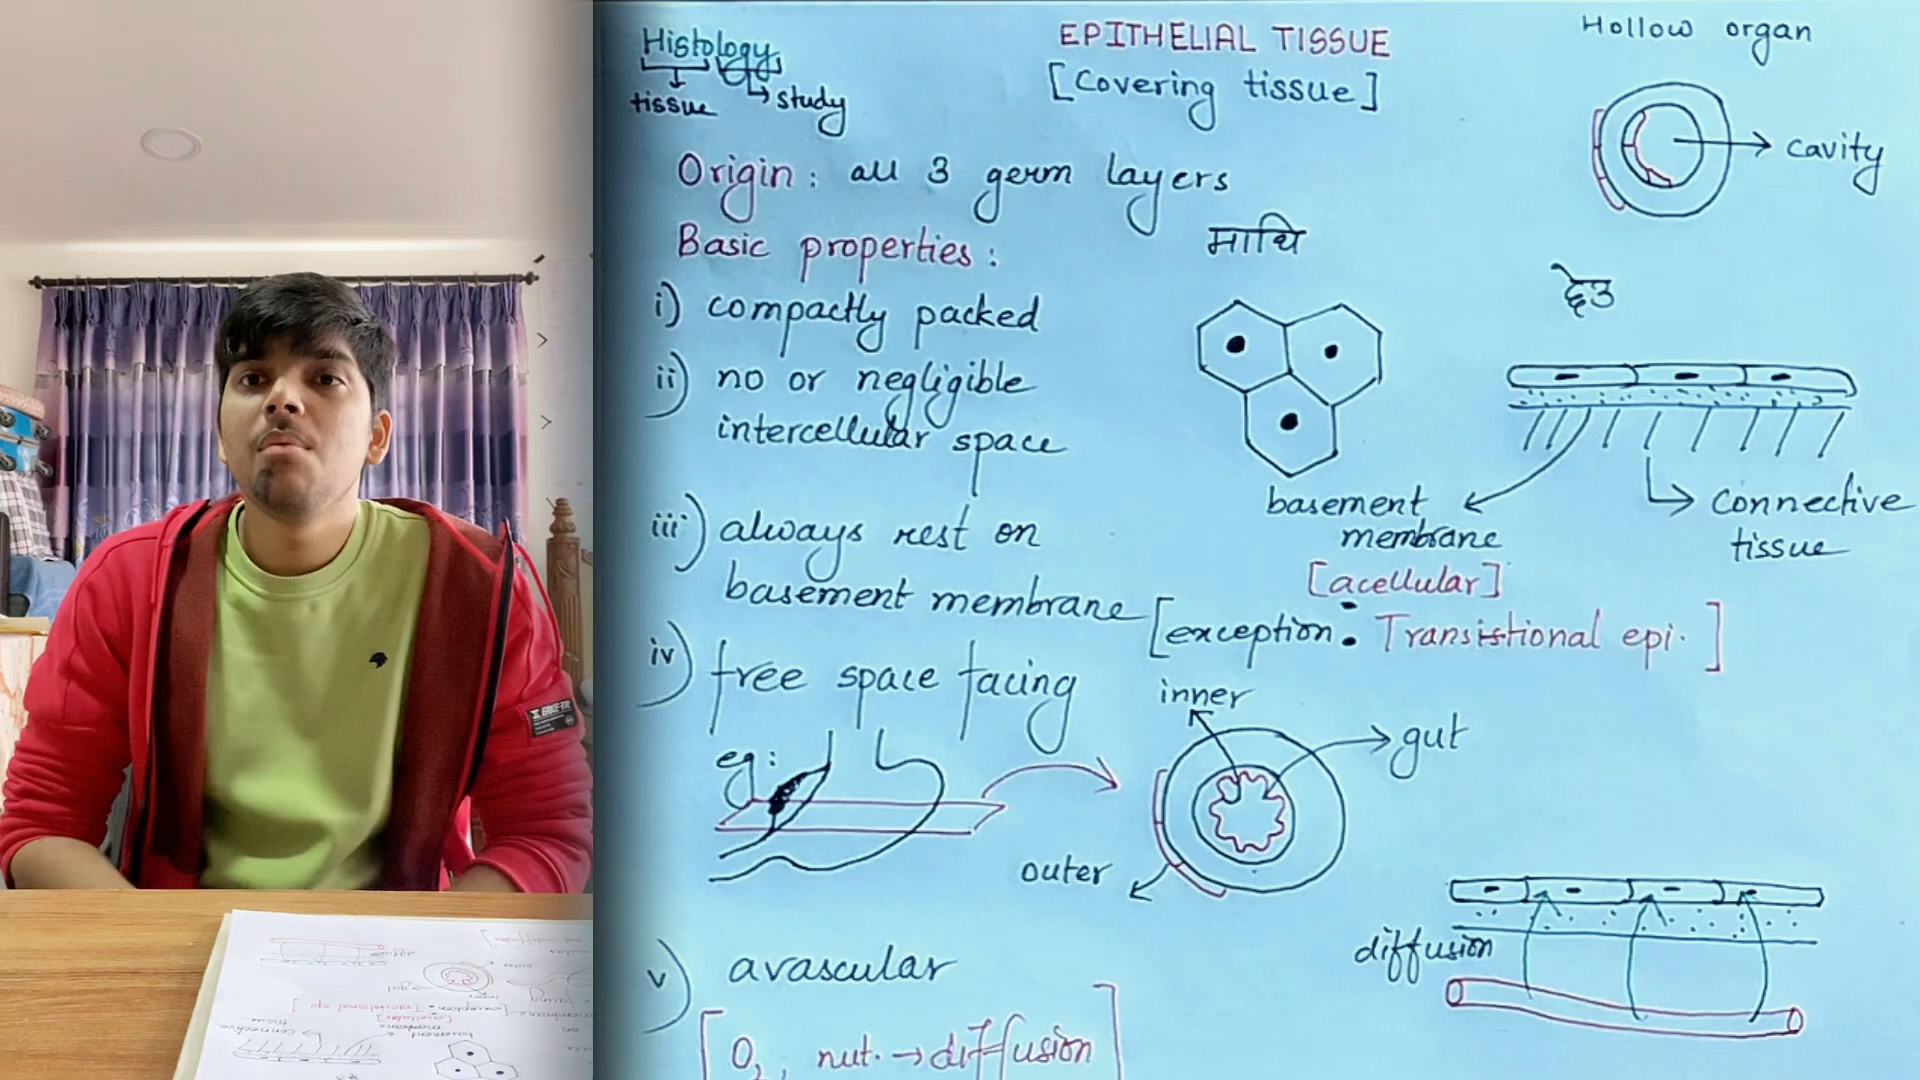 Histology
tissue
study
EPITHELIAL TISSUE
[Covering tissue]
Hollow organ
cavity
Origin: all 3 germ layers
Basic properties:
माथि
देउ
i) compactly packed
ii) no or negligible
intercellular space
basement
membrane
[acellular]
connective
tissue
iii) always rest on
basement membrane [exception: Transistional epi.]
iv) free space facing
eg:
inner
gut
outer
v) avascular
[O2, nut. → diffusion]
diffusion